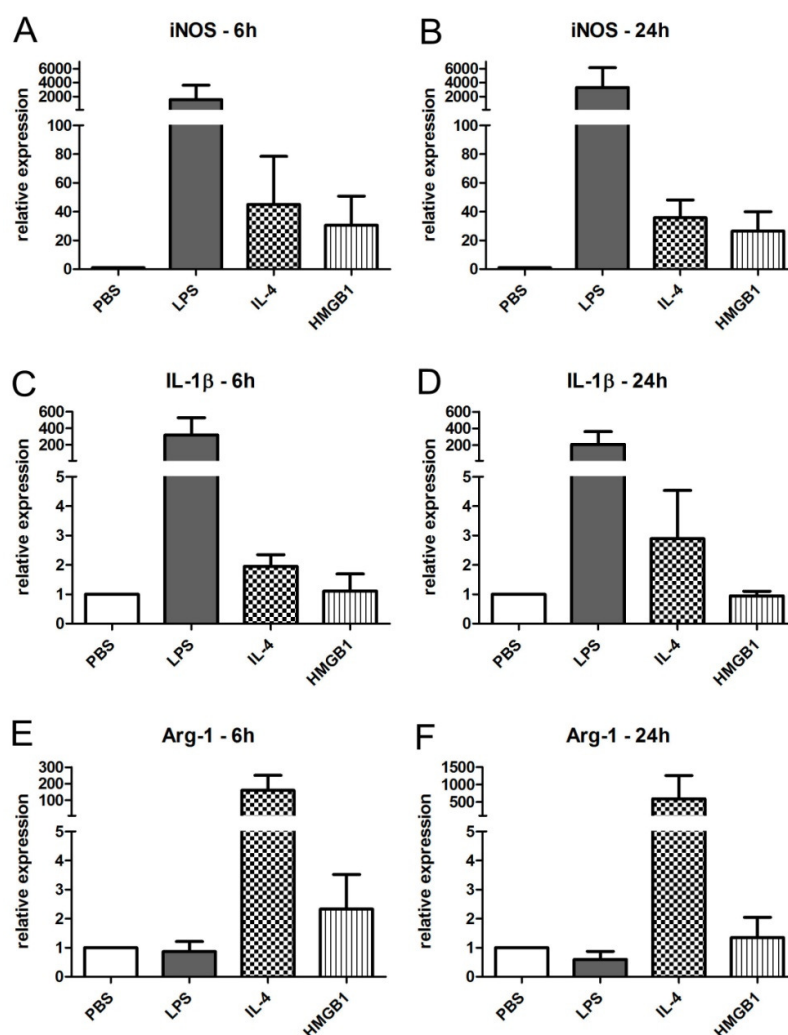 A
iNOS - 6h
relative expression
6000
4000
2000
100
80
60
40
20
0
PBS
LPS
IL-4
HMGB1
B
iNOS - 24h
relative expression
6000
4000
2000
100
80
60
40
20
0
PBS
LPS
IL-4
HMGB1
C
IL-1β - 6h
relative expression
600
400
200
5
4
3
2
1
0
PBS
LPS
IL-4
HMGB1
D
IL-1β - 24h
relative expression
600
400
200
5
4
3
2
1
0
PBS
LPS
IL-4
HMGB1
E
Arg-1 - 6h
relative expression
300
200
100
5
4
3
2
1
0
PBS
LPS
IL-4
HMGB1
F
Arg-1 - 24h
relative expression
1500
1000
500
5
4
3
2
1
0
PBS
LPS
IL-4
HMGB1